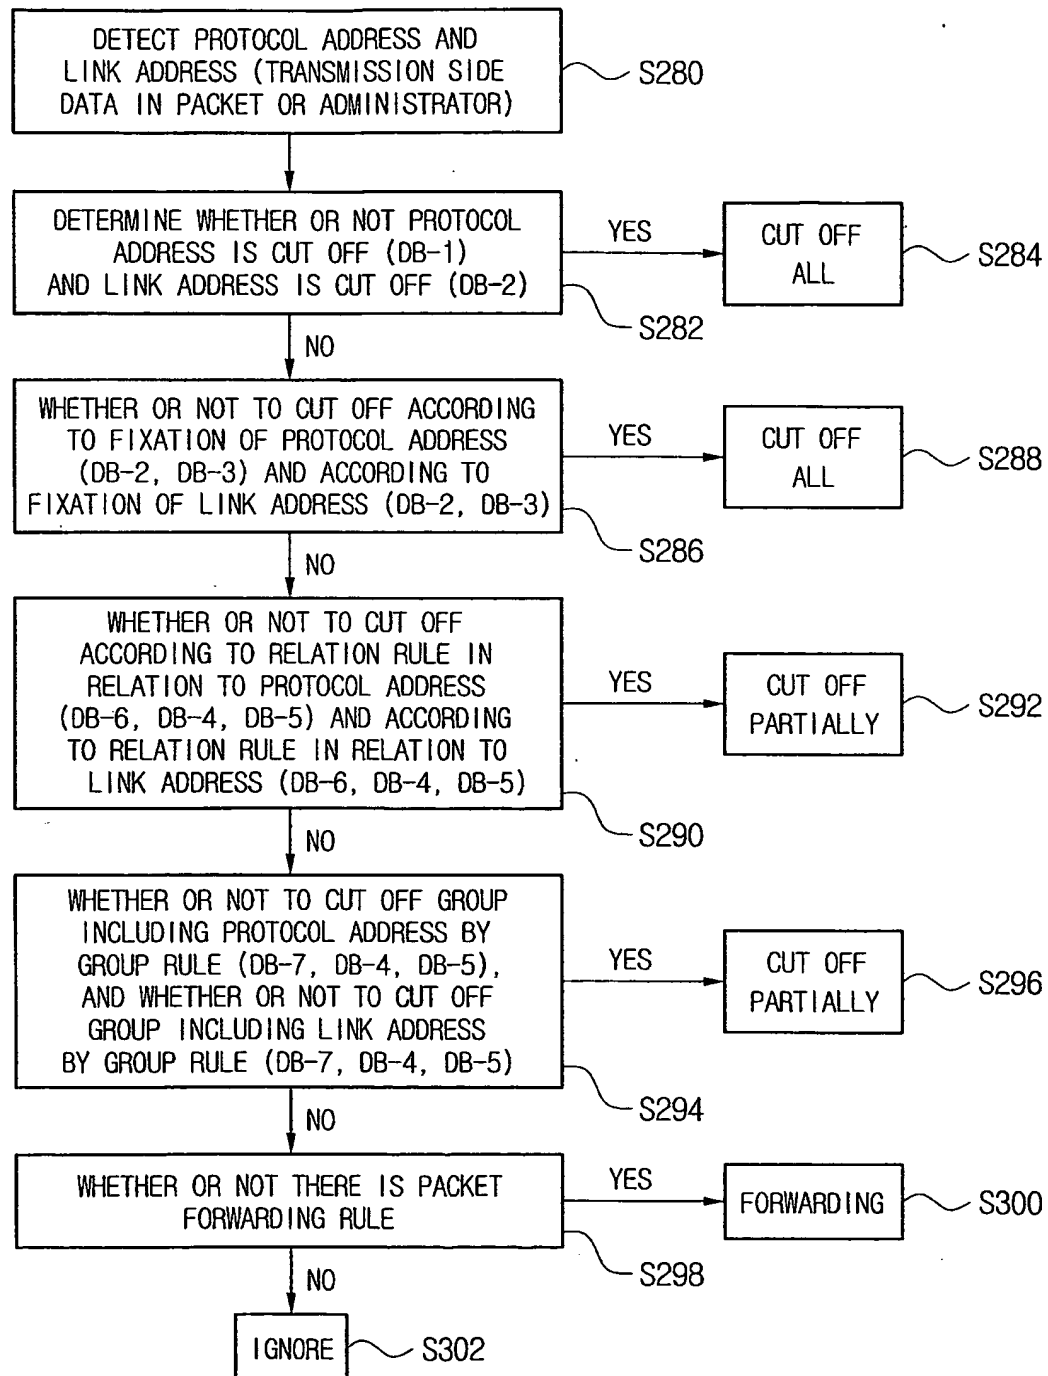 DETECT PROTOCOL ADDRESS AND
LINK ADDRESS (TRANSMISSION SIDE
DATA IN PACKET OR ADMINISTRATOR)
S280
DETERMINE WHETHER OR NOT PROTOCOL
ADDRESS IS CUT OFF (DB-1)
AND LINK ADDRESS IS CUT OFF (DB-2)
YES
CUT OFF
ALL
S284
S282
NO
WHETHER OR NOT TO CUT OFF ACCORDING
TO FIXATION OF PROTOCOL ADDRESS
(DB-2, DB-3) AND ACCORDING TO
FIXATION OF LINK ADDRESS (DB-2, DB-3)
YES
CUT OFF
ALL
S288
S286
NO
WHETHER OR NOT TO CUT OFF
ACCORDING TO RELATION RULE IN
RELATION TO PROTOCOL ADDRESS
(DB-6, DB-4, DB-5) AND ACCORDING
TO RELATION RULE IN RELATION TO
LINK ADDRESS (DB-6, DB-4, DB-5)
YES
CUT OFF
PARTIALLY
S292
S290
NO
WHETHER OR NOT TO CUT OFF GROUP
INCLUDING PROTOCOL ADDRESS BY
GROUP RULE (DB-7, DB-4, DB-5),
AND WHETHER OR NOT TO CUT OFF
GROUP INCLUDING LINK ADDRESS
BY GROUP RULE (DB-7, DB-4, DB-5)
YES
CUT OFF
PARTIALLY
S296
S294
NO
WHETHER OR NOT THERE IS PACKET
FORWARDING RULE
YES
FORWARDING
S300
S298
NO
IGNORE
S302